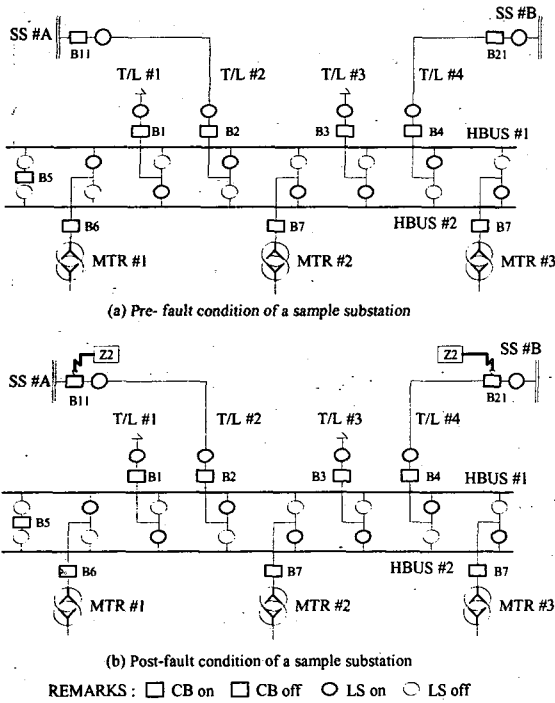 SS #A
SS #B
B11
B21
T/L #1
T/L #2
T/L #3
T/L #4
B1
B2
B3
B4
HBUS #1
B5
HBUS #2
B6
B7
B7
MTR #1
MTR #2
MTR #3
(a) Pre- fault condition of a sample substation
Z2
Z2
SS #B
SS #A
B11
B21
T/L #1
T/L #2
T/L #3
T/L #4
B1
B2
B3
B4
HBUS #1
B5
HBUS #2
B6
B7
B7
MTR #1
MTR #2
MTR #3
(b) Post-fault condition of a sample substation
REMARKS : CB on CB off LS on LS off